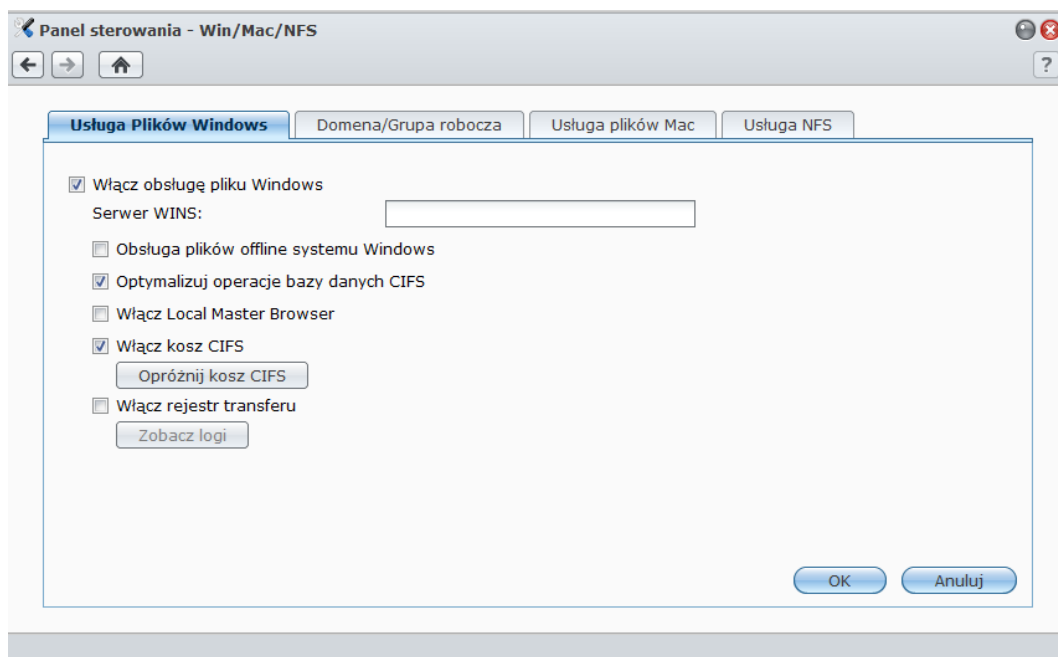 Panel sterowania - Win/Mac/NFS
?
Usługa Plików Windows Domena/Grupa robocza Usługa plików Mac Usługa NFS
Włącz obsługę pliku Windows
Serwer WINS:
Obsługa plików offline systemu Windows
Optymalizuj operacje bazy danych CIFS
Włącz Local Master Browser
Włącz kosz CIFS
Opróżnij kosz CIFS
Włącz rejestr transferu
Zobacz logi
OK Anuluj